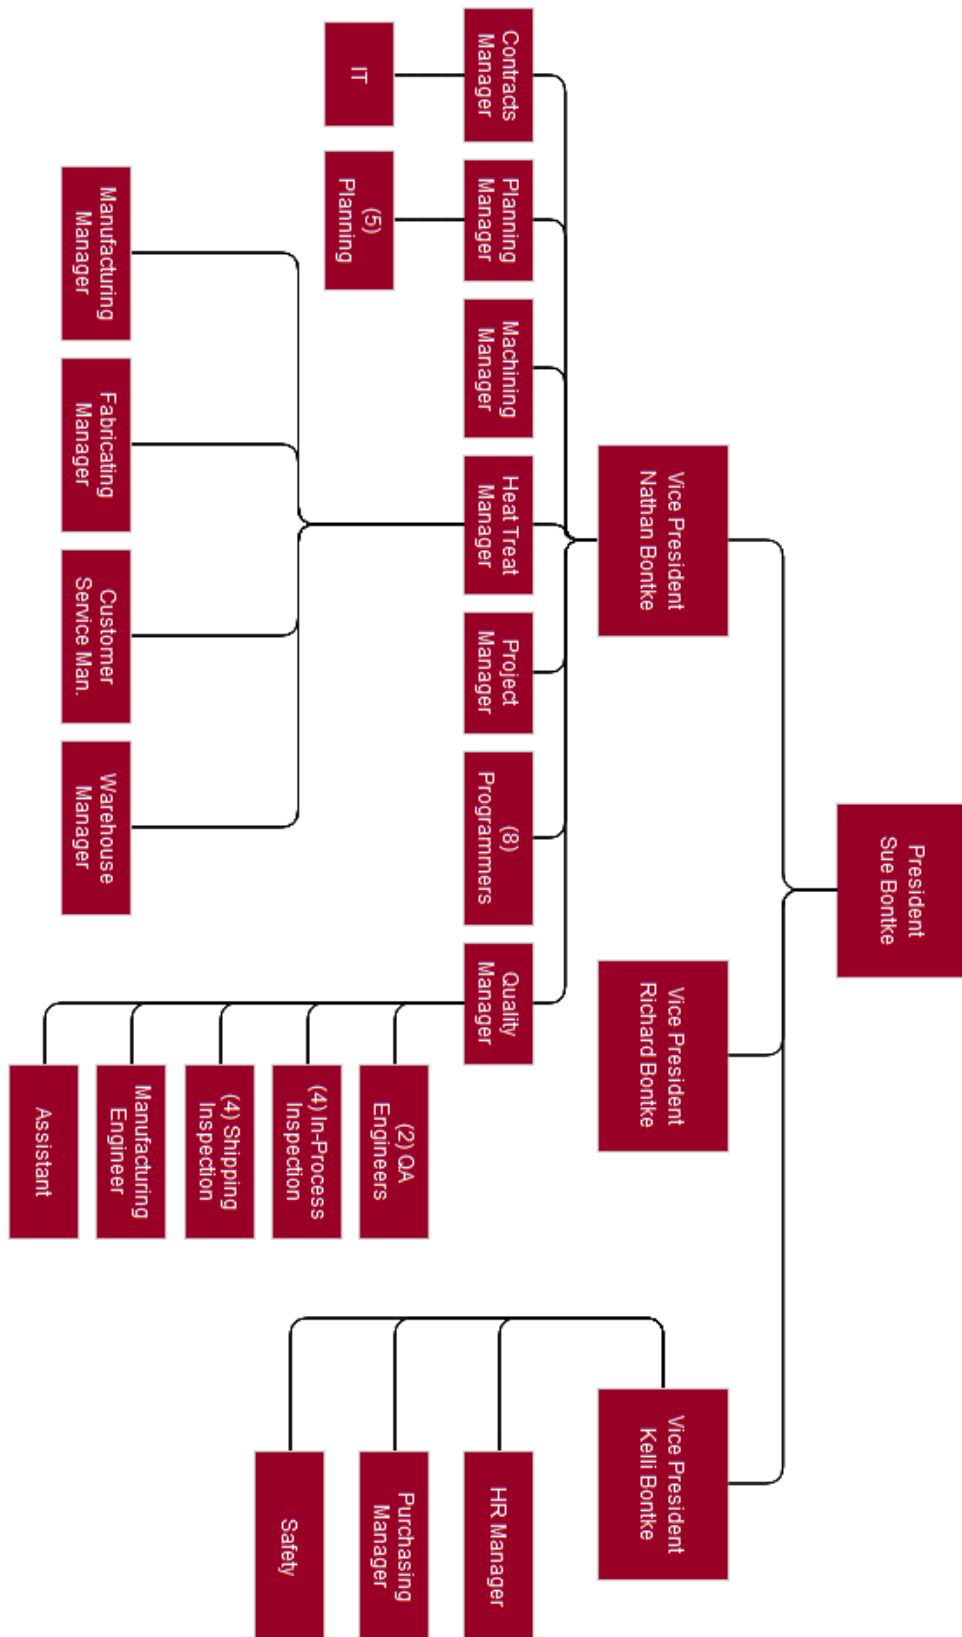 President
Sue Bontke
Vice President
Nathan Bontke
Vice President
Richard Bontke
Vice President
Kelli Bontke
Contracts
Manager
Planning
Manager
Machining
Manager
Heat Treat
Manager
Project
Manager
(8)
Programmers
Quality
Manager
HR Manager
IT
(5)
Planning
(2) QA
Engineers
Purchasing
Manager
(4) In-Process
Inspection
Safety
(4) Shipping
Inspection
Manufacturing
Manager
Fabricating
Manager
Customer
Service Man.
Warehouse
Manager
Manufacturing
Engineer
Assistant